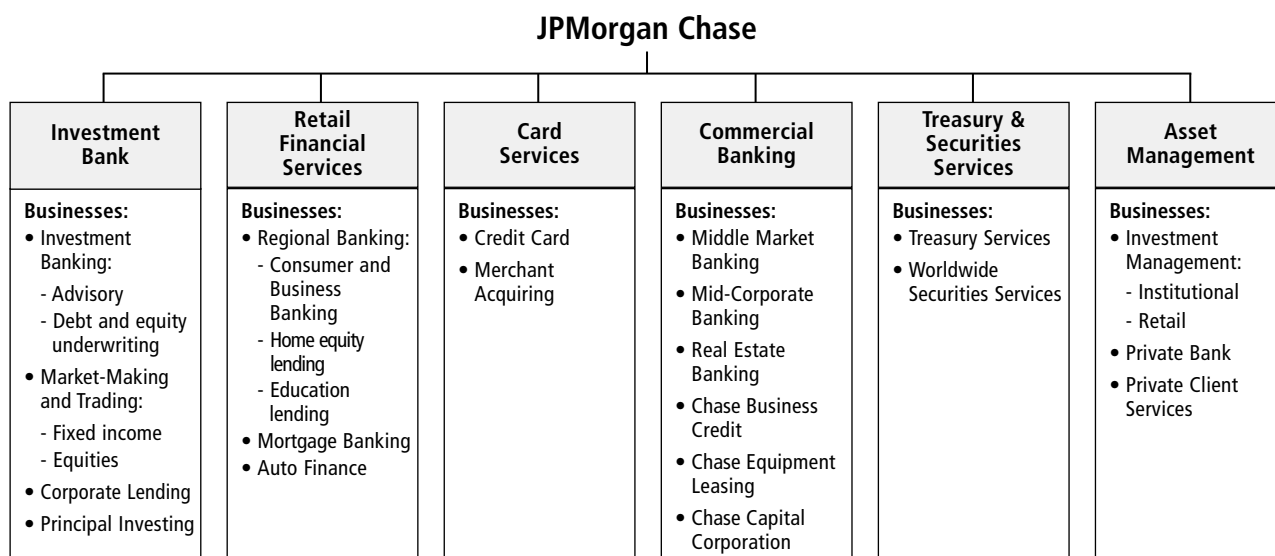 JPMorgan Chase
Investment
Bank
Businesses:
• Investment
Banking:
- Advisory
- Debt and equity
underwriting
• Market-Making
and Trading:
- Fixed income
- Equities
• Corporate Lending
• Principal Investing
Retail
Financial
Services
Businesses:
• Regional Banking:
- Consumer and
Business
Banking
- Home equity
lending
- Education
lending
• Mortgage Banking
• Auto Finance
Card
Services
Businesses:
• Credit Card
• Merchant
Acquiring
Commercial
Banking
Businesses:
• Middle Market
Banking
• Mid-Corporate
Banking
• Real Estate
Banking
• Chase Business
Credit
• Chase Equipment
Leasing
• Chase Capital
Corporation
Treasury &
Securities
Services
Businesses:
• Treasury Services
• Worldwide
Securities Services
Asset
Management
Businesses:
• Investment
Management:
- Institutional
- Retail
• Private Bank
• Private Client
Services